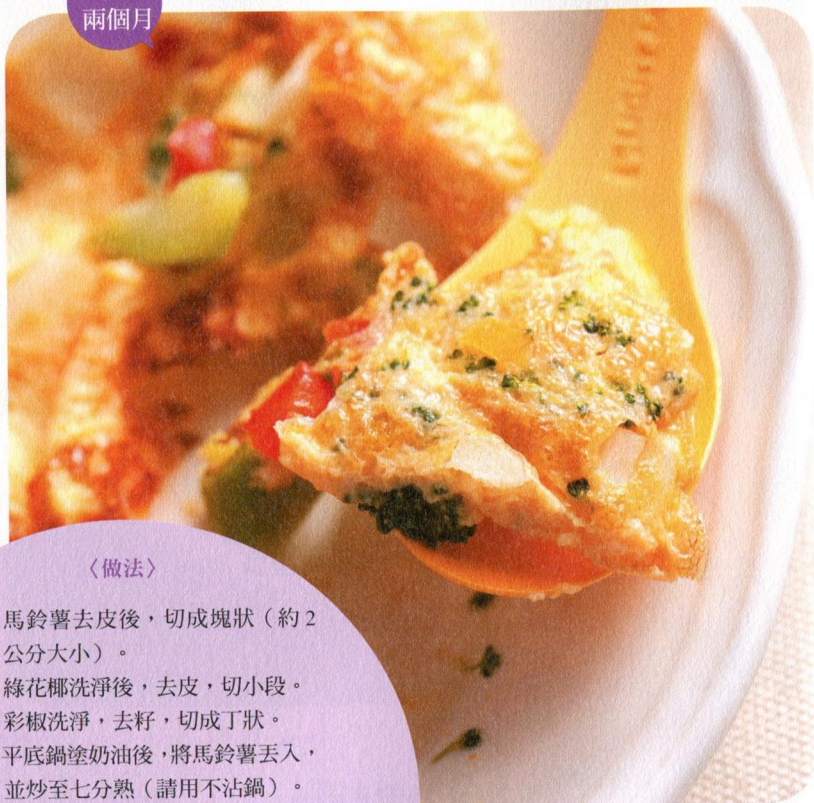 兩個月
〈做法〉
馬鈴薯去皮後，切成塊狀（約 2
公分大小）。
綠花椰洗淨後，去皮，切小段。
彩椒洗淨，去籽，切成丁狀。
平底鍋塗奶油後，將馬鈴薯丟入，
並炒至七分熟（請用不沾鍋）。